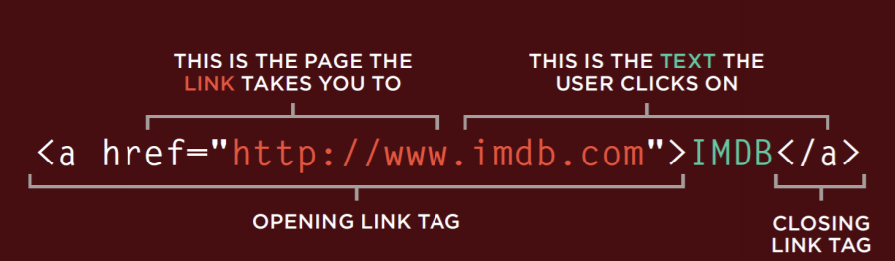 THIS IS THE PAGE THE
LINK TAKES YOU TO
THIS IS THE TEXT THE
USER CLICKS ON
<a href="http://www.imdb.com">IMDB</a>
OPENING LINK TAG
CLOSING
LINK TAG